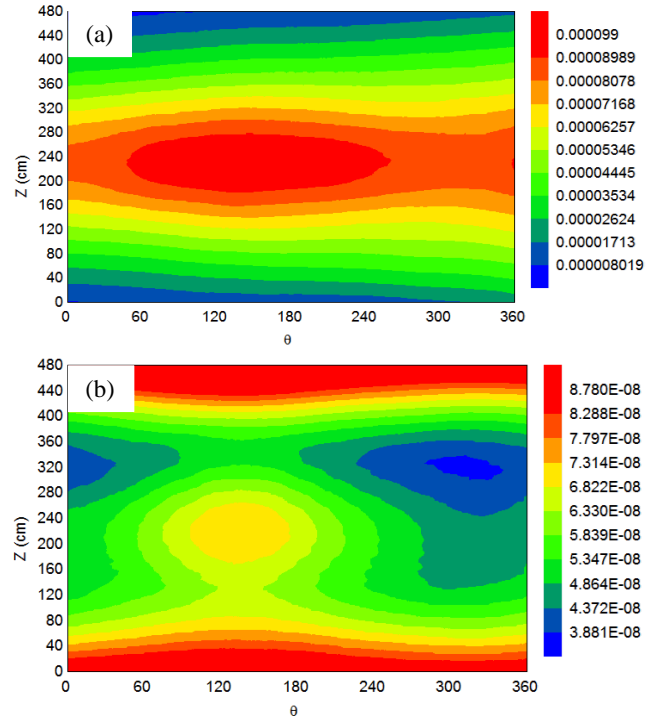 (a)
480
440
400
360
320
280
240
200
160
120
80
40
0
Z (cm)
0 60 120 180 240 300 360
θ
0.000099
0.00008989
0.00008078
0.00007168
0.00006257
0.00005346
0.00004445
0.00003534
0.00002624
0.00001713
0.000008019
(b)
480
440
400
360
320
280
240
200
160
120
80
40
0
Z (cm)
0 60 120 180 240 300 360
θ
8.780E-08
8.288E-08
7.797E-08
7.314E-08
6.822E-08
6.330E-08
5.839E-08
5.347E-08
4.864E-08
4.372E-08
3.881E-08